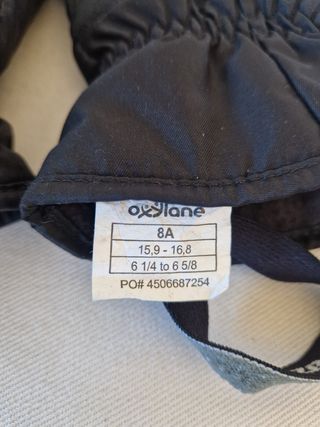 oxylane
8A
15,9 - 16,8
6 1/4 to 6 5/8
PO# 4506687254